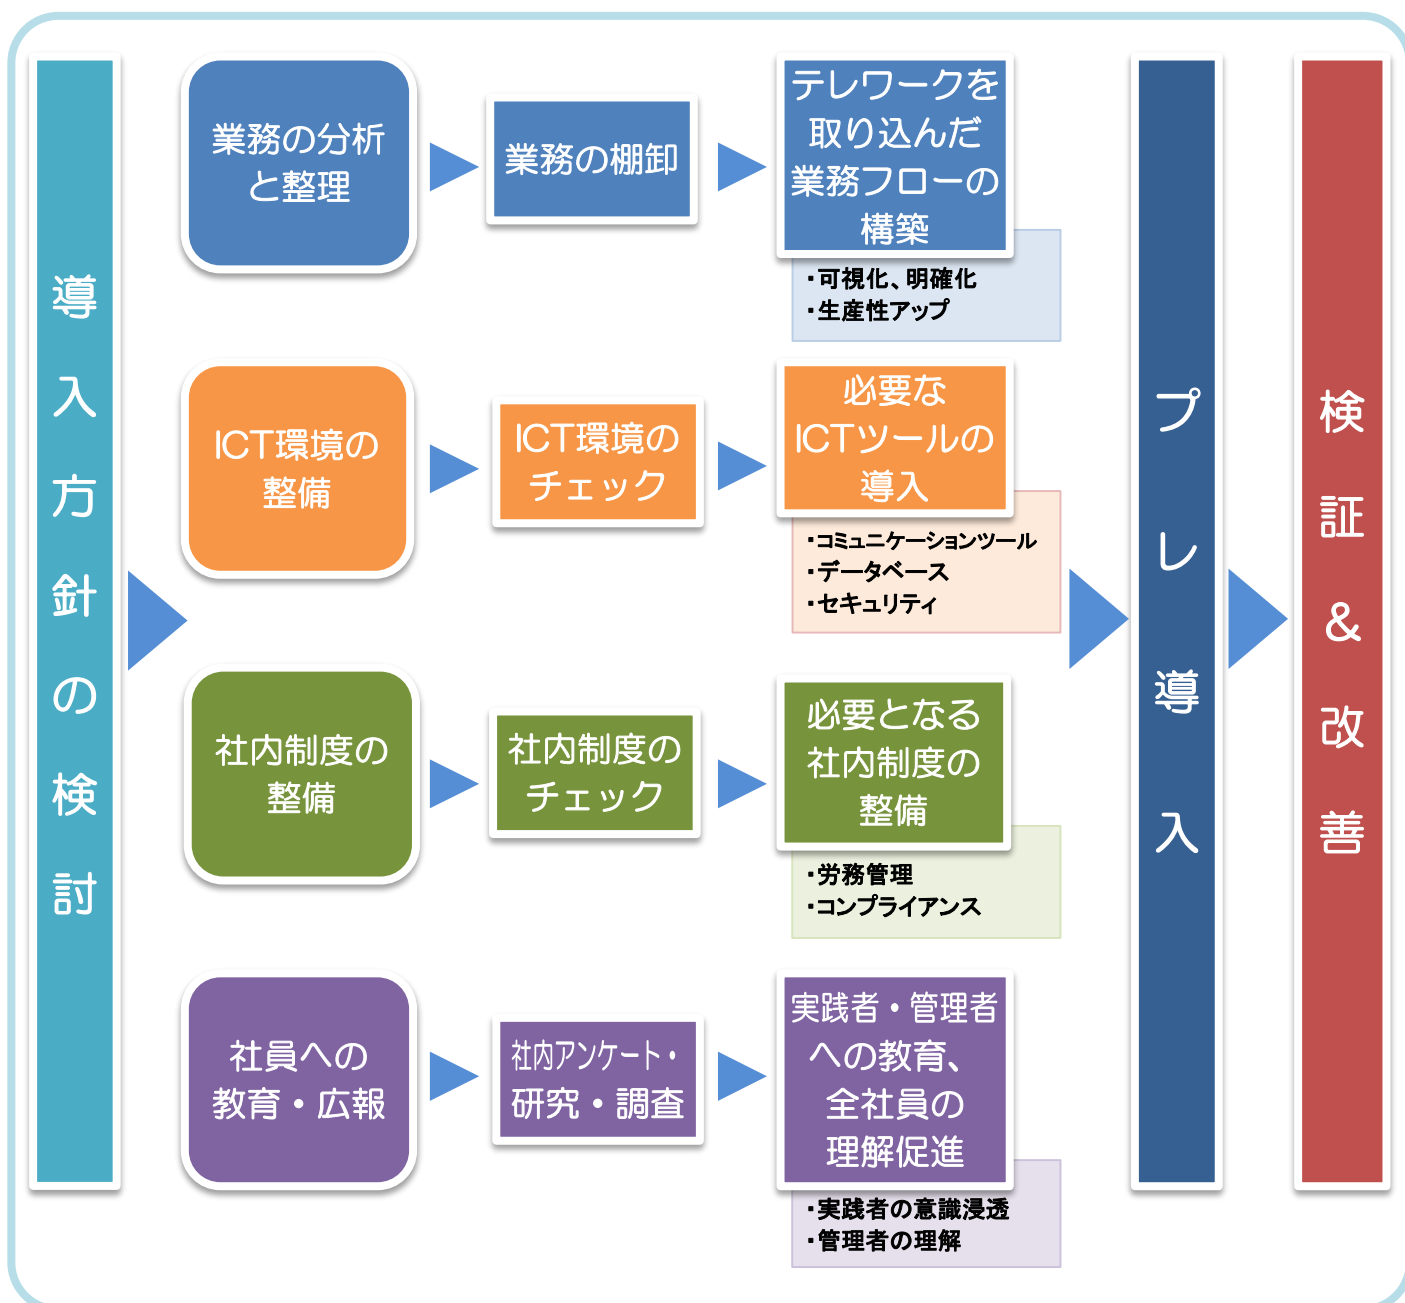 導入方針の検討
業務の分析
と整理
業務の棚卸
テレワークを
取り込んだ
業務フローの
構築
・可視化、明確化
・生産性アップ
ICT環境の
整備
ICT環境の
チェック
必要な
ICTツールの
導入
・コミュニケーションツール
・データベース
・セキュリティ
社内制度の
整備
社内制度の
チェック
必要となる
社内制度の
整備
・労務管理
・コンプライアンス
社員への
教育・広報
社内アンケート・
研究・調査
実践者・管理者
への教育、
全社員の
理解促進
・実践者の意識浸透
・管理者の理解
プレ導入
検証&改善